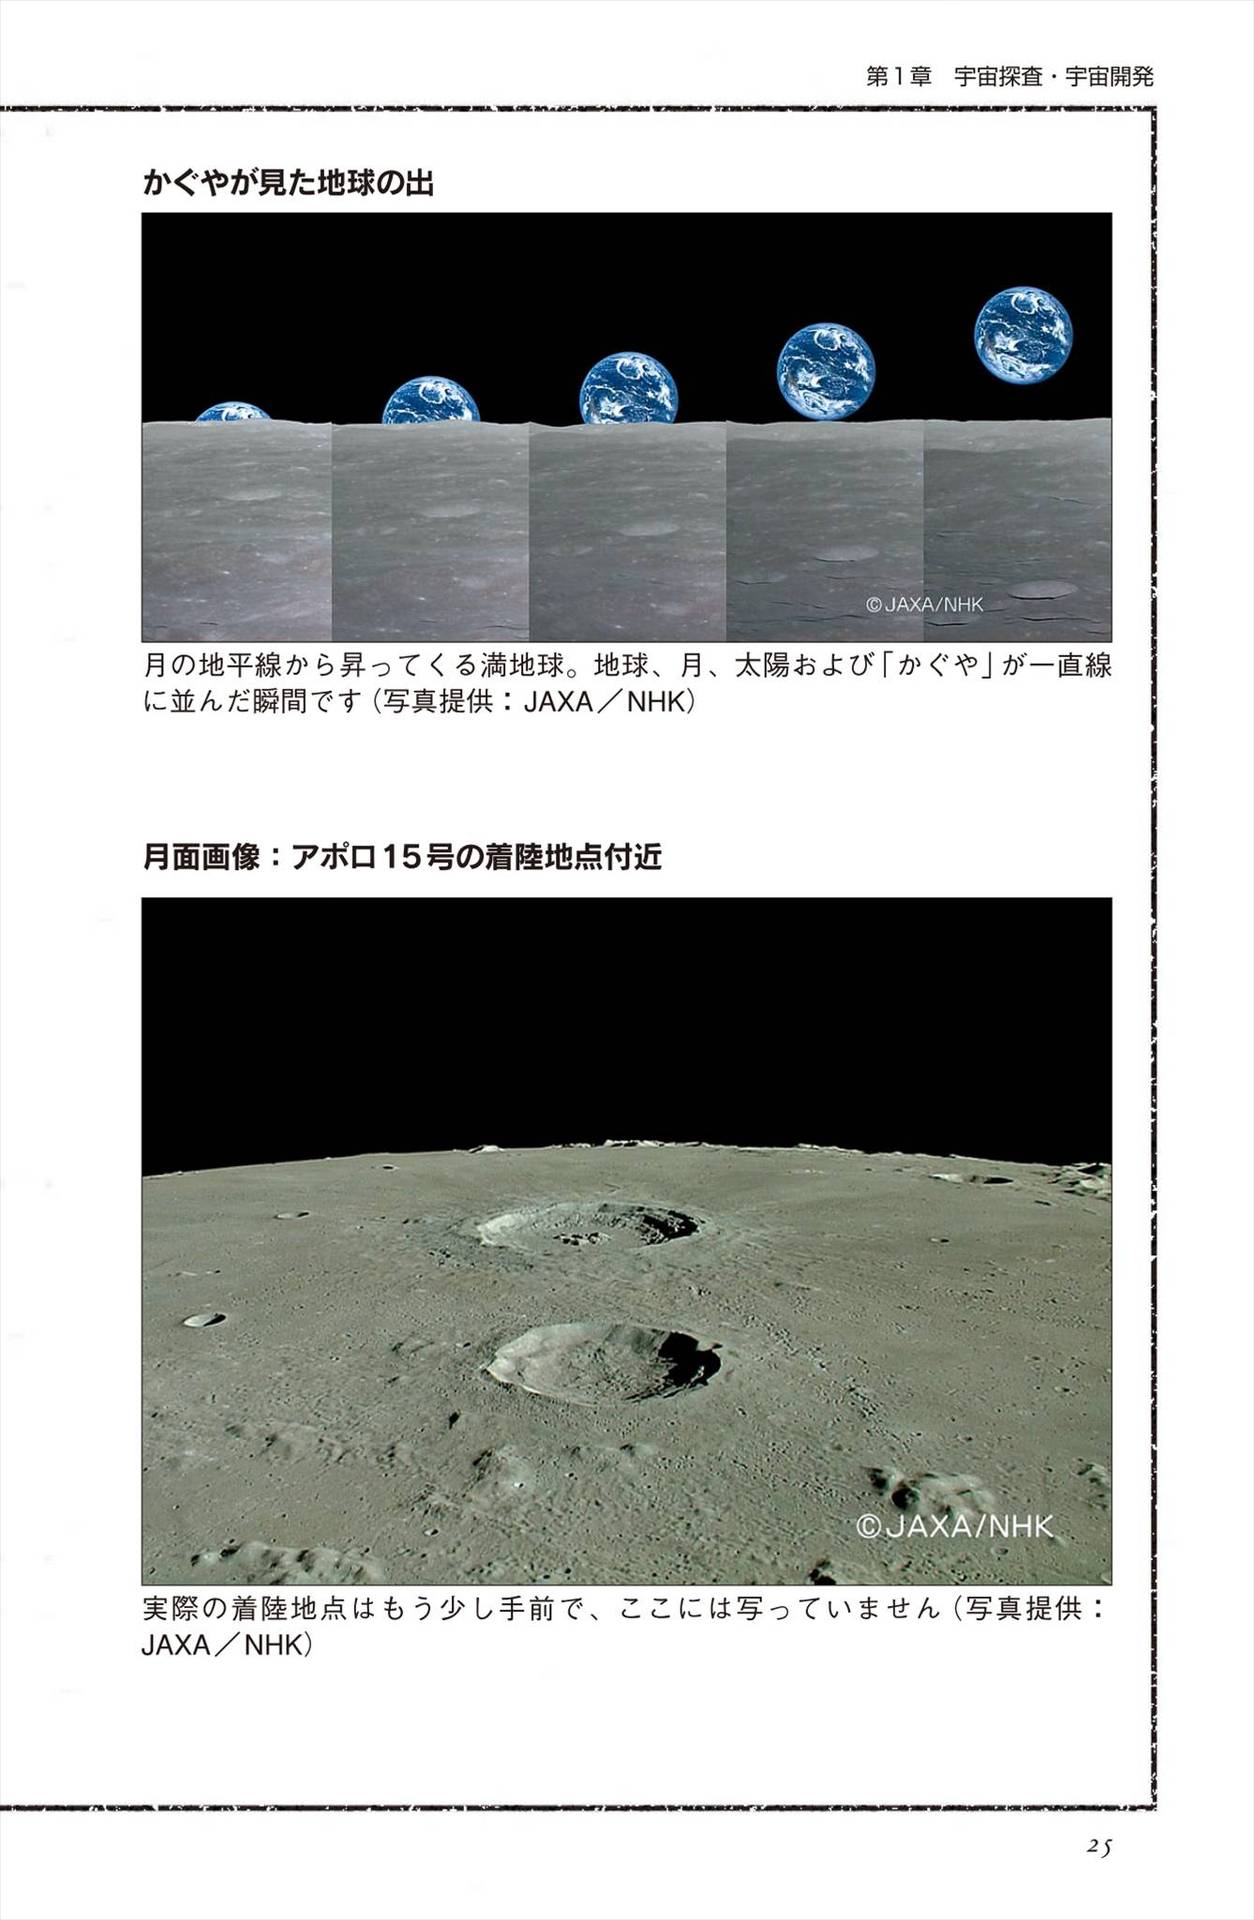 第1章　宇宙探査・宇宙開発
かぐやが見た地球の出
©JAXA/NHK
月の地平線から昇ってくる満地球。地球、月、太陽および「かぐや」が一直線
に並んだ瞬間です（写真提供：JAXA／NHK）
月面画像：アポロ15号の着陸地点付近
©JAXA/NHK
実際の着陸地点はもう少し手前で、ここには写っていません（写真提供：
JAXA／NHK）
25